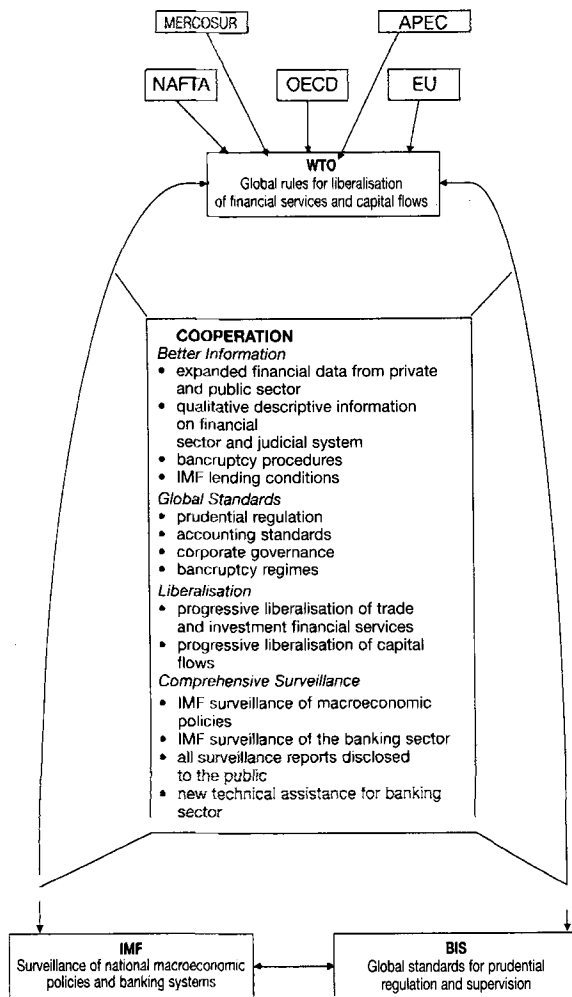 MERCOSUR
APEC
NAFTA
OECD
EU
WTO
Global rules for liberalisation
of financial services and capital flows
COOPERATION
Better Information
• expanded financial data from private
and public sector
• qualitative descriptive information
on financial
sector and judicial system
• bancruptcy procedures
• IMF lending conditions
Global Standards
• prudential regulation
• accounting standards
• corporate governance
• bancruptcy regimes
Liberalisation
• progressive liberalisation of trade
and investment financial services
• progressive liberalisation of capital
flows
Comprehensive Surveillance
• IMF surveillance of macroeconomic
policies
• IMF surveillance of the banking sector
• all surveillance reports disclosed
to the public
• new technical assistance for banking
sector
IMF
Surveillance of national macroeconomic
policies and banking systems
BIS
Global standards for prudential
regulation and supervision